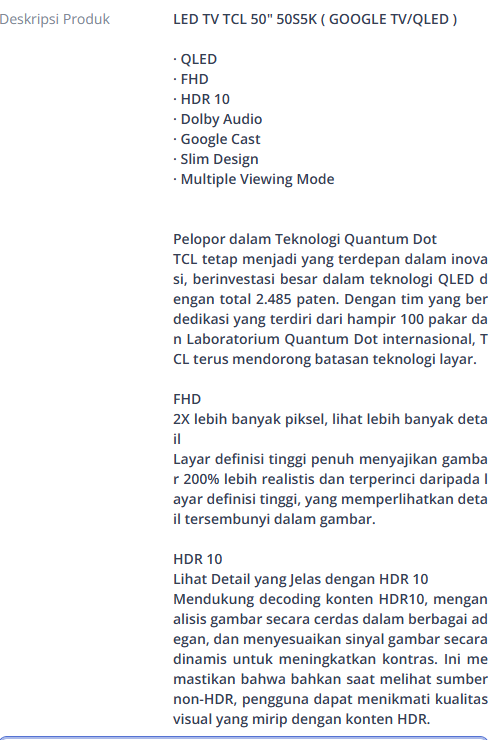 Deskripsi Produk
LED TV TCL 50" 50S5K ( GOOGLE TV/QLED )
· QLED
· FHD
· HDR 10
· Dolby Audio
· Google Cast
· Slim Design
· Multiple Viewing Mode
Pelopor dalam Teknologi Quantum Dot
TCL tetap menjadi yang terdepan dalam inova
si, berinvestasi besar dalam teknologi QLED d
engan total 2.485 paten. Dengan tim yang ber
dedikasi yang terdiri dari hampir 100 pakar da
n Laboratorium Quantum Dot internasional, T
CL terus mendorong batasan teknologi layar.
FHD
2X lebih banyak piksel, lihat lebih banyak deta
il
Layar definisi tinggi penuh menyajikan gamba
r 200% lebih realistis dan terperinci daripada l
ayar definisi tinggi, yang memperlihatkan deta
il tersembunyi dalam gambar.
HDR 10
Lihat Detail yang Jelas dengan HDR 10
Mendukung decoding konten HDR10, mengan
alisis gambar secara cerdas dalam berbagai ad
egan, dan menyesuaikan sinyal gambar secara
dinamis untuk meningkatkan kontras. Ini me
mastikan bahwa bahkan saat melihat sumber
non-HDR, pengguna dapat menikmati kualitas
visual yang mirip dengan konten HDR.